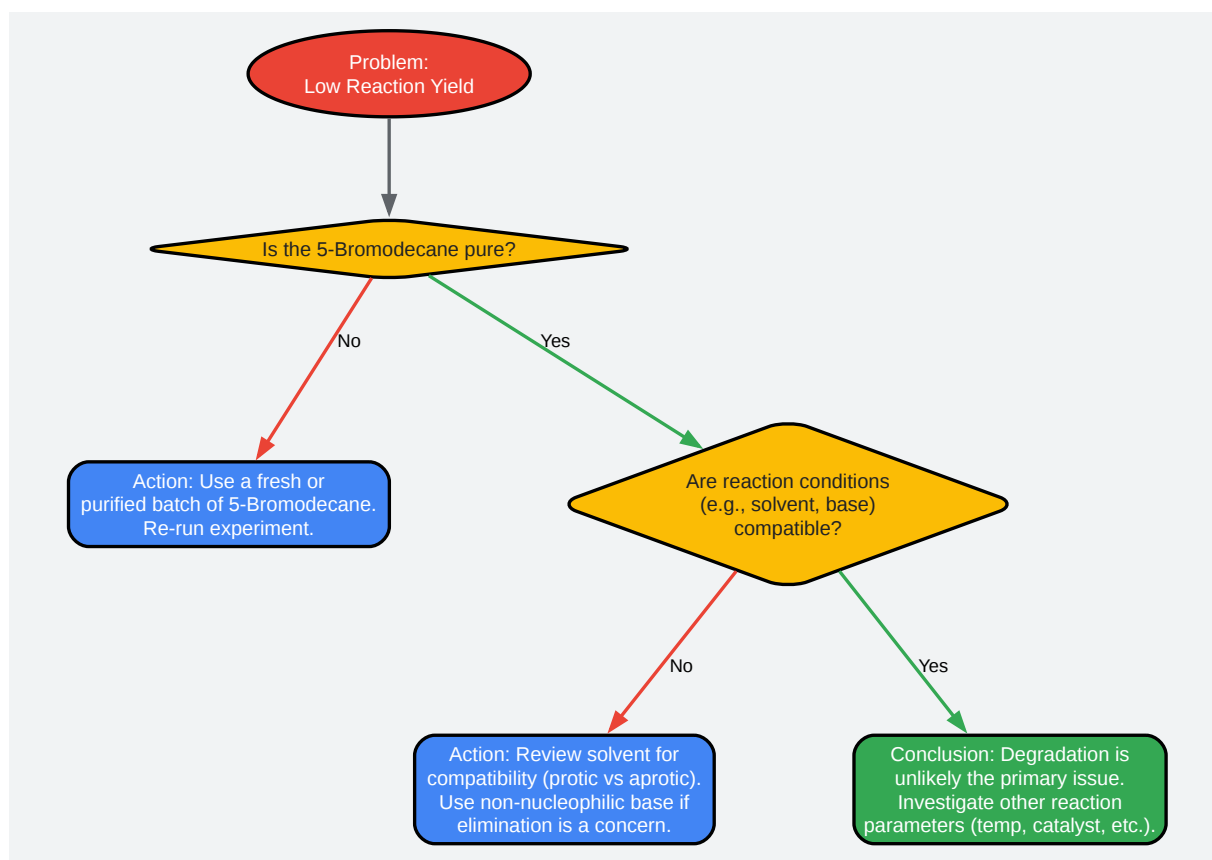 Problem:
Low Reaction Yield
Is the 5-Bromodecane pure?
No
Yes
Action: Use a fresh or
purified batch of 5-Bromodecane.
Re-run experiment.
Are reaction conditions
(e.g., solvent, base)
compatible?
No
Yes
Action: Review solvent for
compatibility (protic vs aprotic).
Use non-nucleophilic base if
elimination is a concern.
Conclusion: Degradation is
unlikely the primary issue.
Investigate other reaction
parameters (temp, catalyst, etc.).